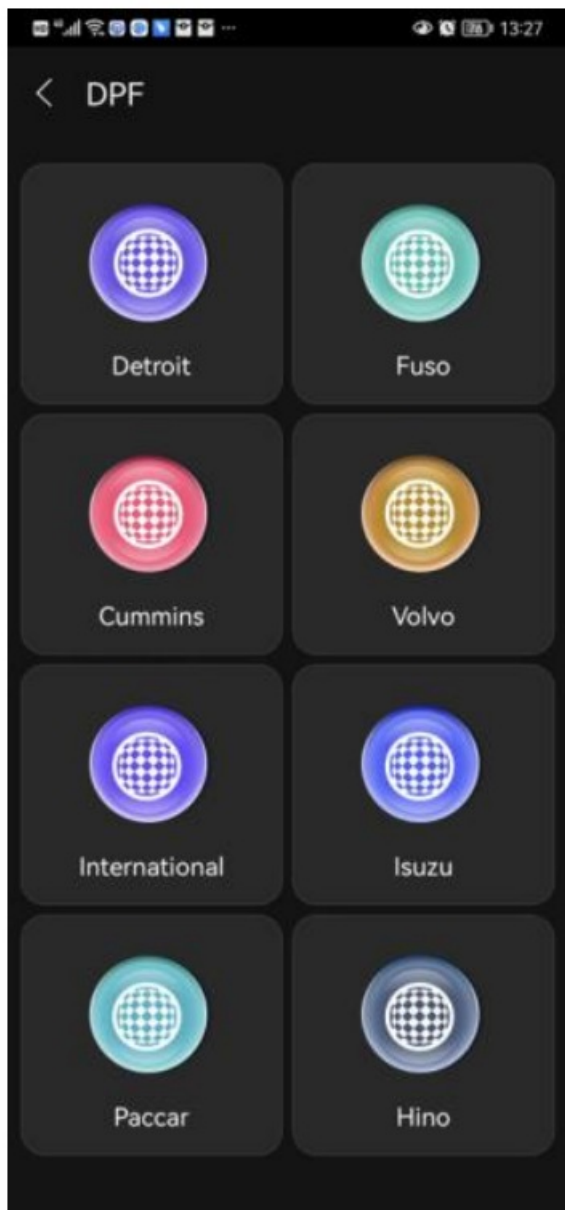 13:27
DPF
Detroit
Fuso
Cummins
Volvo
International
Isuzu
Paccar
Hino